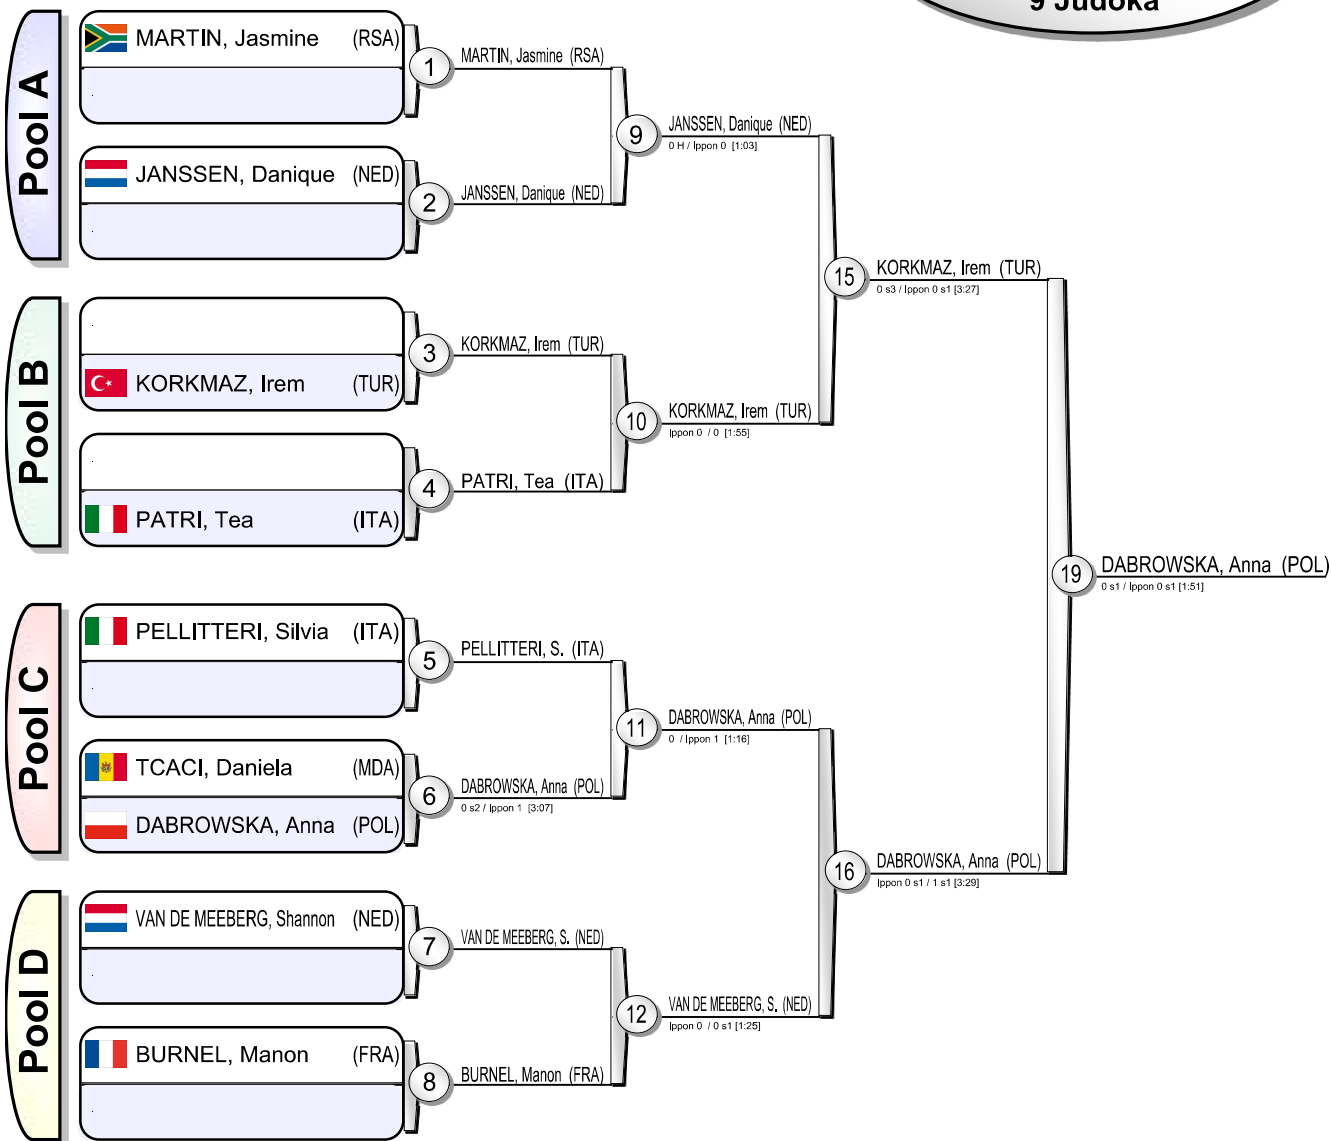 9 Judoka
Pool A
MARTIN, Jasmine (RSA)
JANSSEN, Danique (NED)
1
MARTIN, Jasmine (RSA)
2
JANSSEN, Danique (NED)
9
JANSSEN, Danique (NED)
0 H / Ippon 0 [1:03]
Pool B
KORKMAZ, Irem (TUR)
PATRI, Tea (ITA)
3
KORKMAZ, Irem (TUR)
4
PATRI, Tea (ITA)
10
KORKMAZ, Irem (TUR)
Ippon 0 / 0 [1:55]
15
KORKMAZ, Irem (TUR)
0 s3 / Ippon 0 s1 [3:27]
Pool C
PELLITTERI, Silvia (ITA)
TCACI, Daniela (MDA)
DABROWSKA, Anna (POL)
5
PELLITTERI, S. (ITA)
6
DABROWSKA, Anna (POL)
0 s2 / Ippon 1 [3:07]
11
DABROWSKA, Anna (POL)
0 / Ippon 1 [1:16]
Pool D
VAN DE MEEBERG, Shannon (NED)
BURNEL, Manon (FRA)
7
VAN DE MEEBERG, S. (NED)
8
BURNEL, Manon (FRA)
12
VAN DE MEEBERG, S. (NED)
Ippon 0 / 0 s1 [1:25]
16
DABROWSKA, Anna (POL)
Ippon 0 s1 / 1 s1 [3:29]
19
DABROWSKA, Anna (POL)
0 s1 / Ippon 0 s1 [1:51]